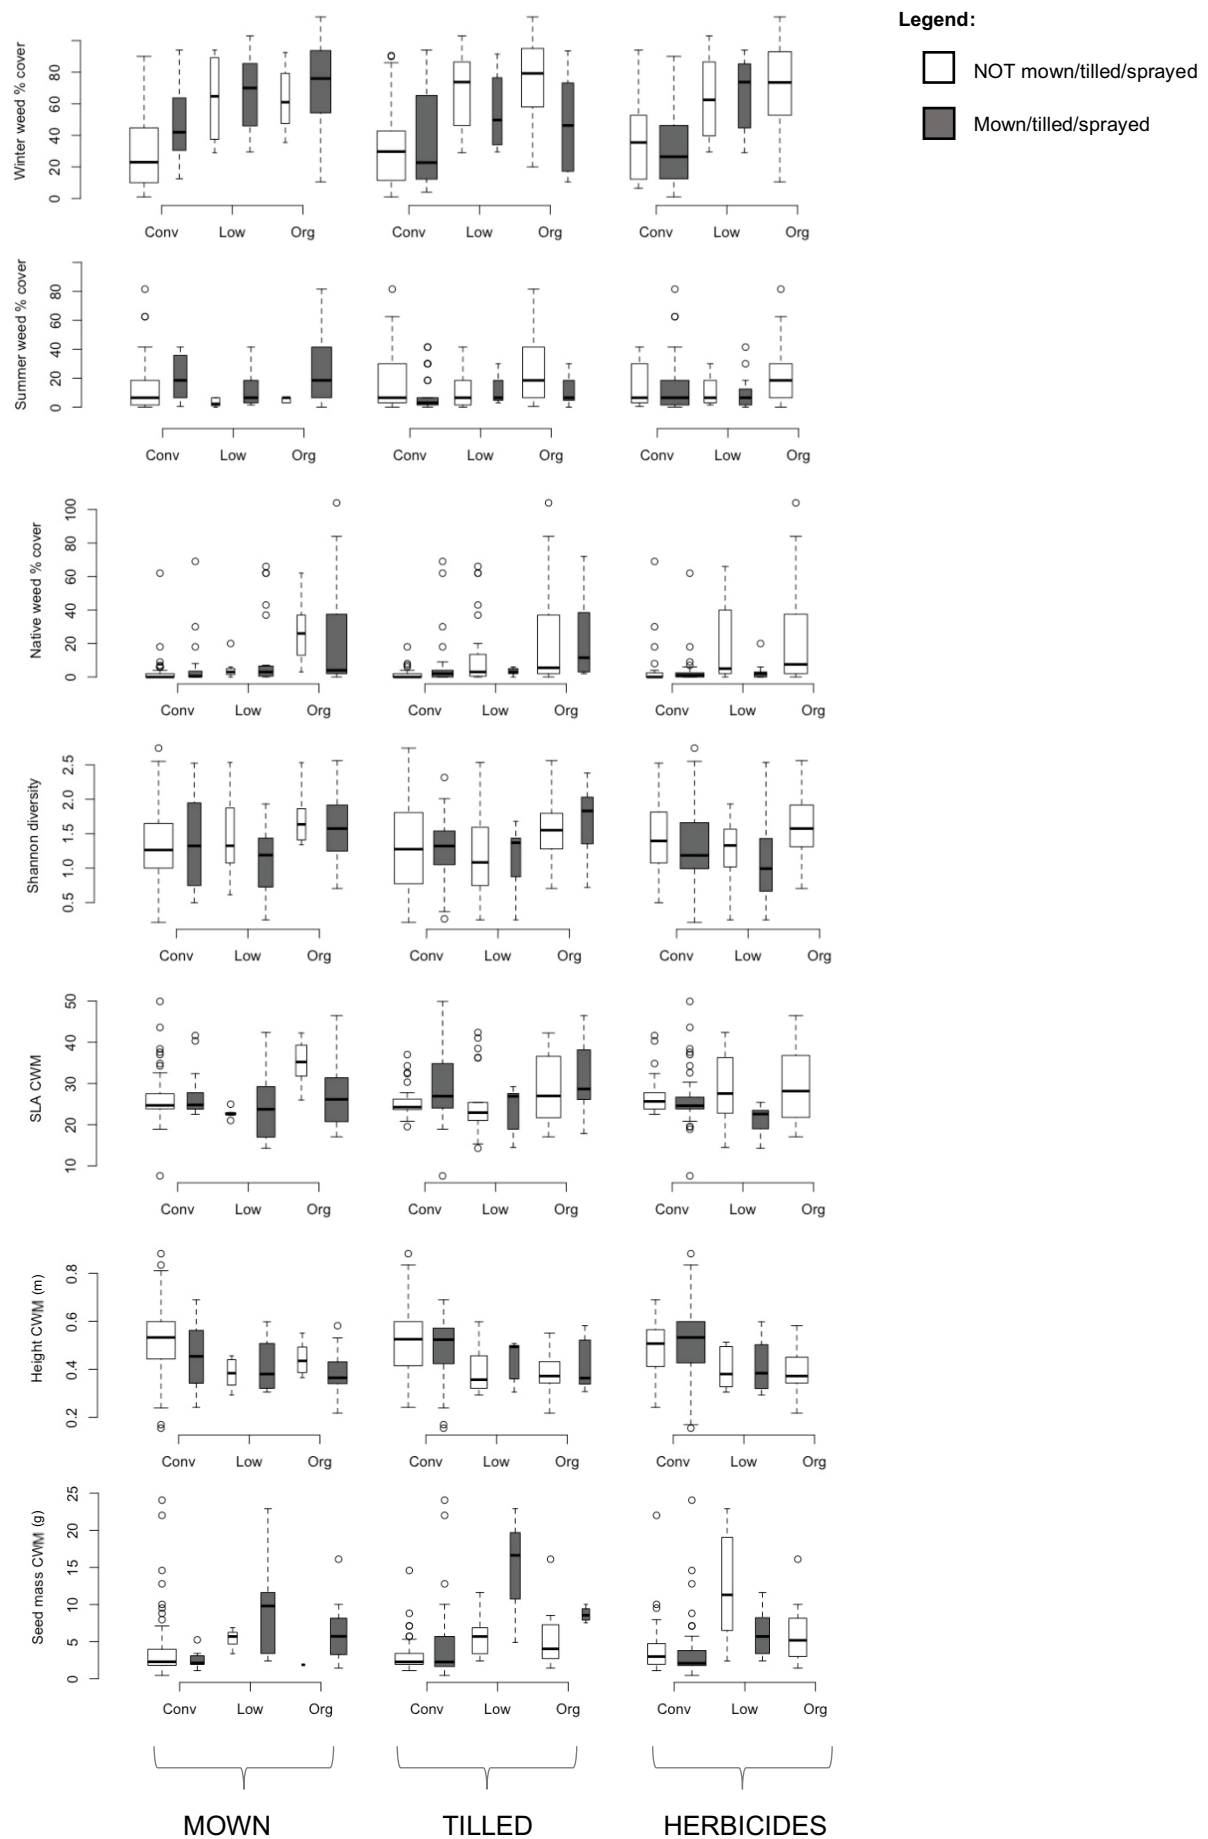 Legend:
NOT mown/tilled/sprayed
Mown/tilled/sprayed
Winter weed % cover
0 20 40 60 80
Conv Low Org Conv Low Org Conv Low Org
Summer weed % cover
0 20 40 60 80
Conv Low Org Conv Low Org Conv Low Org
Native weed % cover
0 20 40 60 80 100
Conv Low Org Conv Low Org Conv Low Org
Shannon diversity
0.5 1.0 1.5 2.0 2.5
Conv Low Org Conv Low Org Conv Low Org
SLA CWM
10 20 30 40 50
Conv Low Org Conv Low Org Conv Low Org
Height CWM (m)
0.2 0.4 0.6 0.8
Conv Low Org Conv Low Org Conv Low Org
Seed mass CWM (g)
0 5 10 15 20 25
Conv Low Org Conv Low Org Conv Low Org
MOWN TILLED HERBICIDES